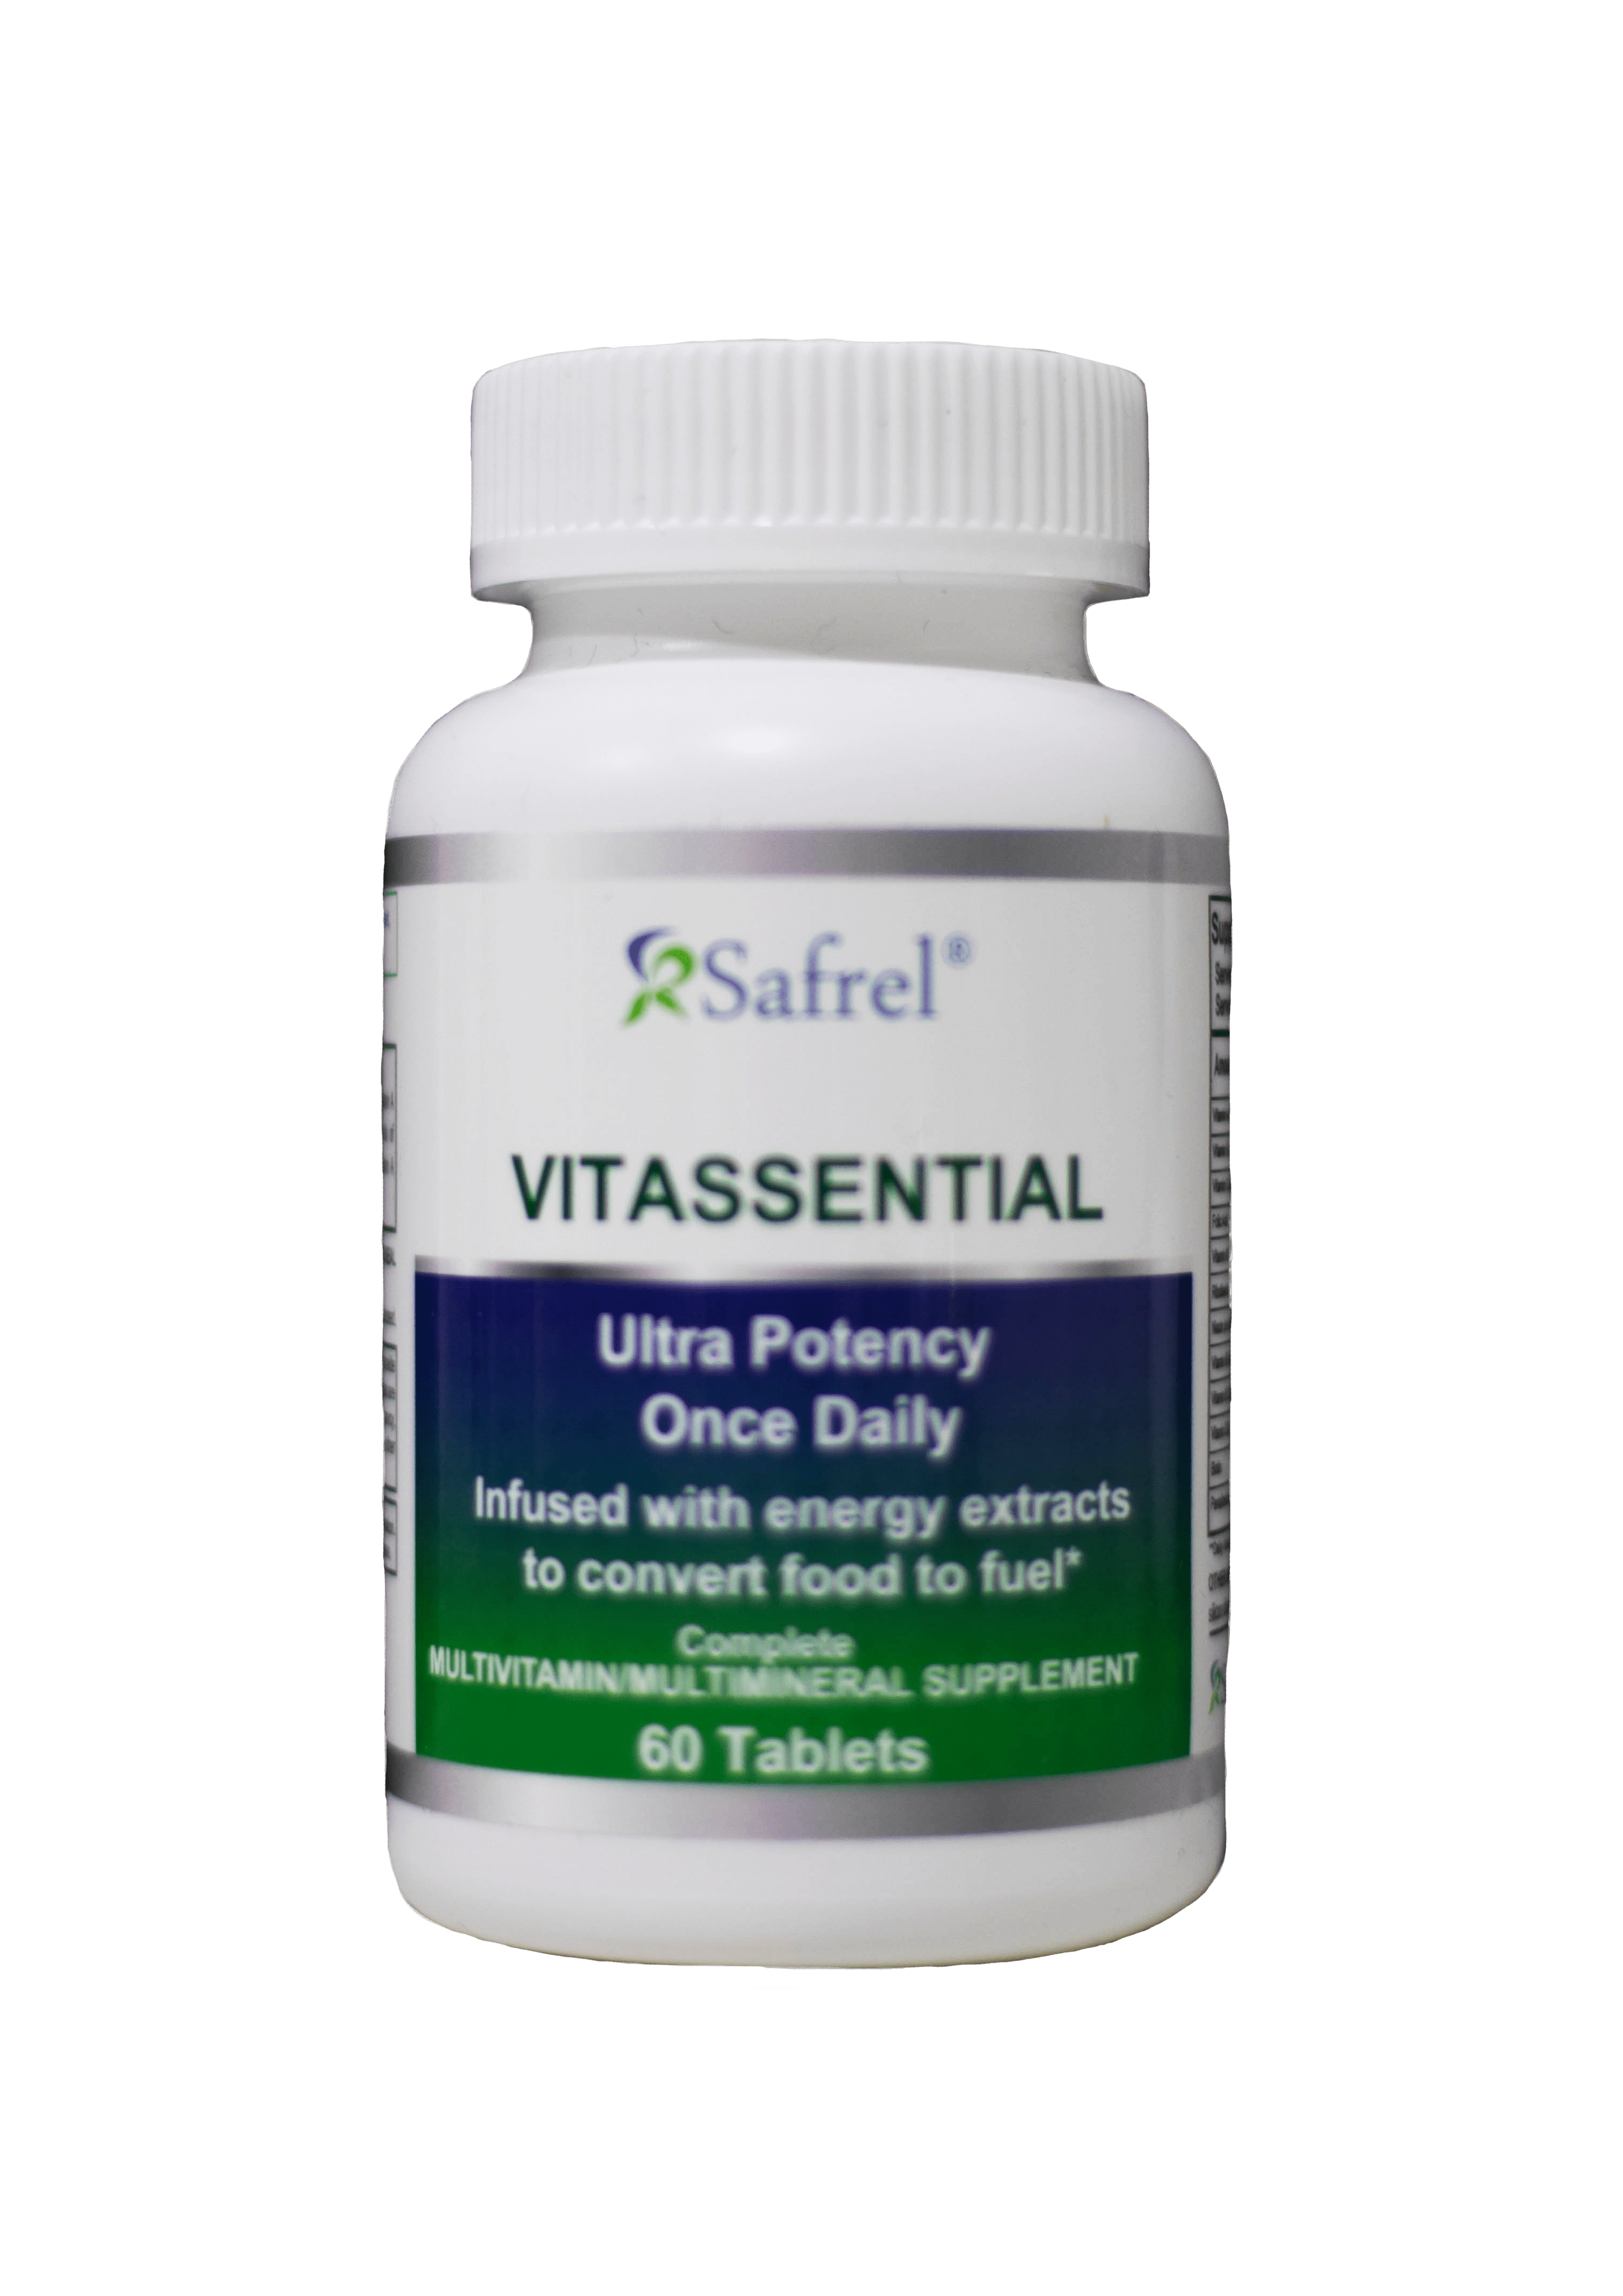 Safrel®
VITASSENTIAL
Ultra Potency
Once Daily
Infused with energy extracts
to convert food to fuel*
Complete
MULTIVITAMIN/MULTIMINERAL SUPPLEMENT
60 Tablets